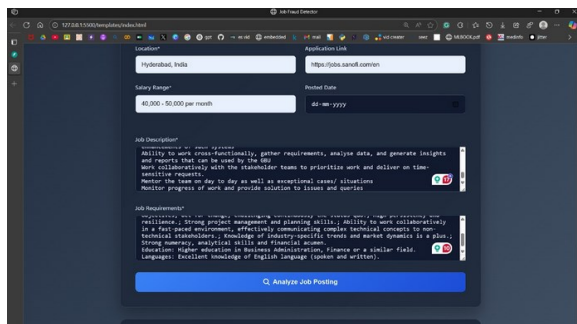 Job Fraud Detector
127.0.0.1:5500/templates/index.html
Location*
Application Link
Hyderabad, India
https://jobs.sanofi.com/en
Salary Range*
Posted Date
40,000 - 50,000 per month
dd-mm-yyyy
Job Description*
Ability to work cross-functionally, gather requirements, analyse data, and generate insights
and reports that can be used by the GBU
Work collaboratively with the stakeholder teams to prioritize work and deliver on time-
sensitive requests.
Mentor the team on day to day as well as exceptional cases/ situations
Monitor progress of work and provide solution to issues and queries
Job Requirements*
resilience.; Strong project management and planning skills.; Ability to work collaboratively
in a fast-paced environment, effectively communicating complex technical concepts to non-
technical stakeholders.; Knowledge of industry-specific trends and market dynamics is a plus.;
Strong numeracy, analytical skills and financial acumen.
Education: Higher education in Business Administration, Finance or a similar field.
Languages: Excellent knowledge of English language (spoken and written).
Analyze Job Posting